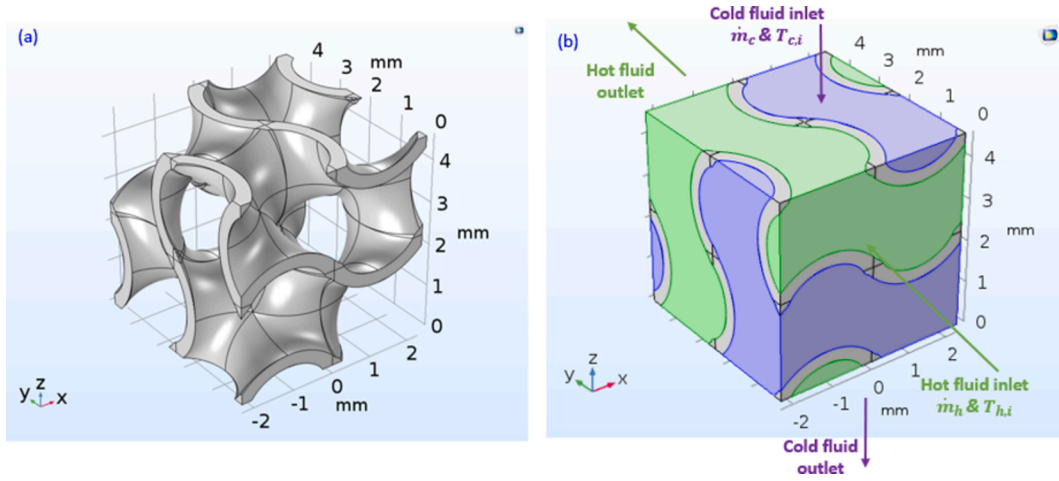 (a)
4
3
mm
2
1
0
4
3
2
mm
1
0
2
1
0
mm
-1
-2
z
y
x
(b)
Cold fluid inlet
ṁc & Tc,i
Hot fluid
outlet
4
mm
3
2
1
0
4
3
2
mm
1
0
2
1
0
mm
-1
-2
z
y
x
Hot fluid inlet
ṁh & Th,i
Cold fluid
outlet